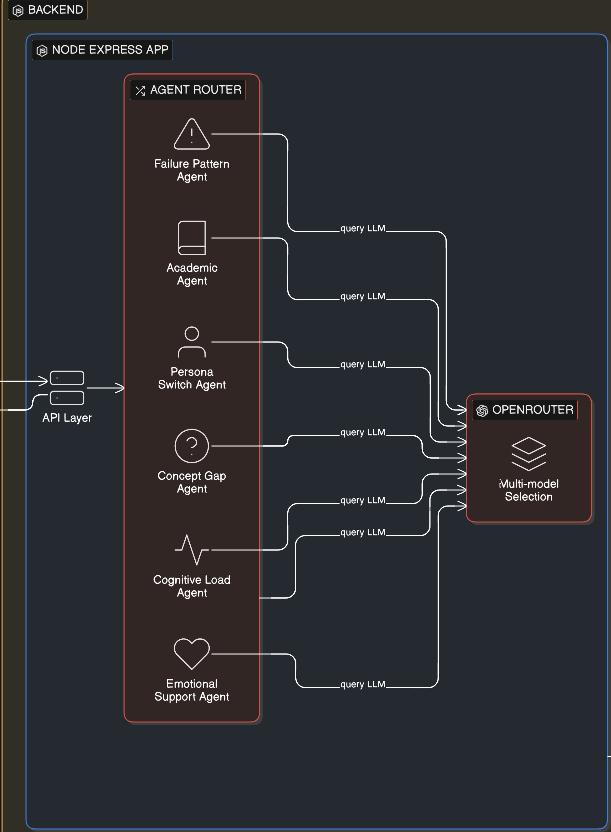 BACKEND
NODE EXPRESS APP
AGENT ROUTER
Failure Pattern
Agent
query LLM
Academic
Agent
query LLM
Persona
Switch Agent
query LLM
API Layer
OPENROUTER
query LLM
Concept Gap
Agent
Multi-model
Selection
query LLM
query LLM
Cognitive Load
Agent
Emotional
Support Agent
query LLM